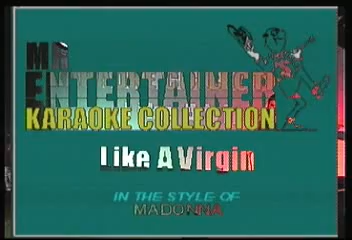 MR
ENTERTAINER
KARAOKE COLLECTION
Like A Virgin
IN THE STYLE OF
MADONNA